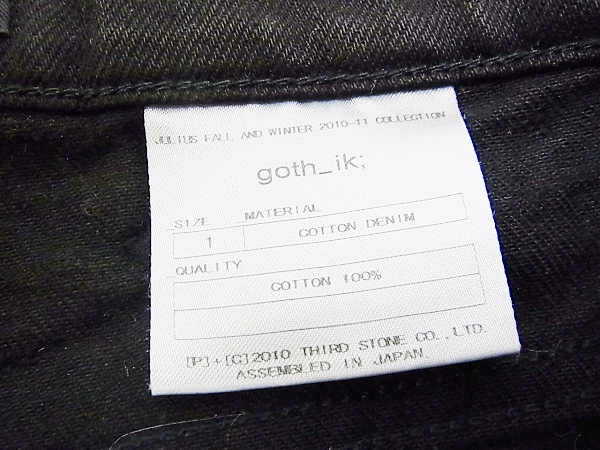 JULIUS FALL AND WINTER 2010-11 COLLECTION
goth_ik;
SIZE MATERIAL
1 COTTON DENIM
QUALITY
COTTON 100%
[P]+[C]2010 THIRD STONE CO.,LTD.
ASSEMBLED IN JAPAN.